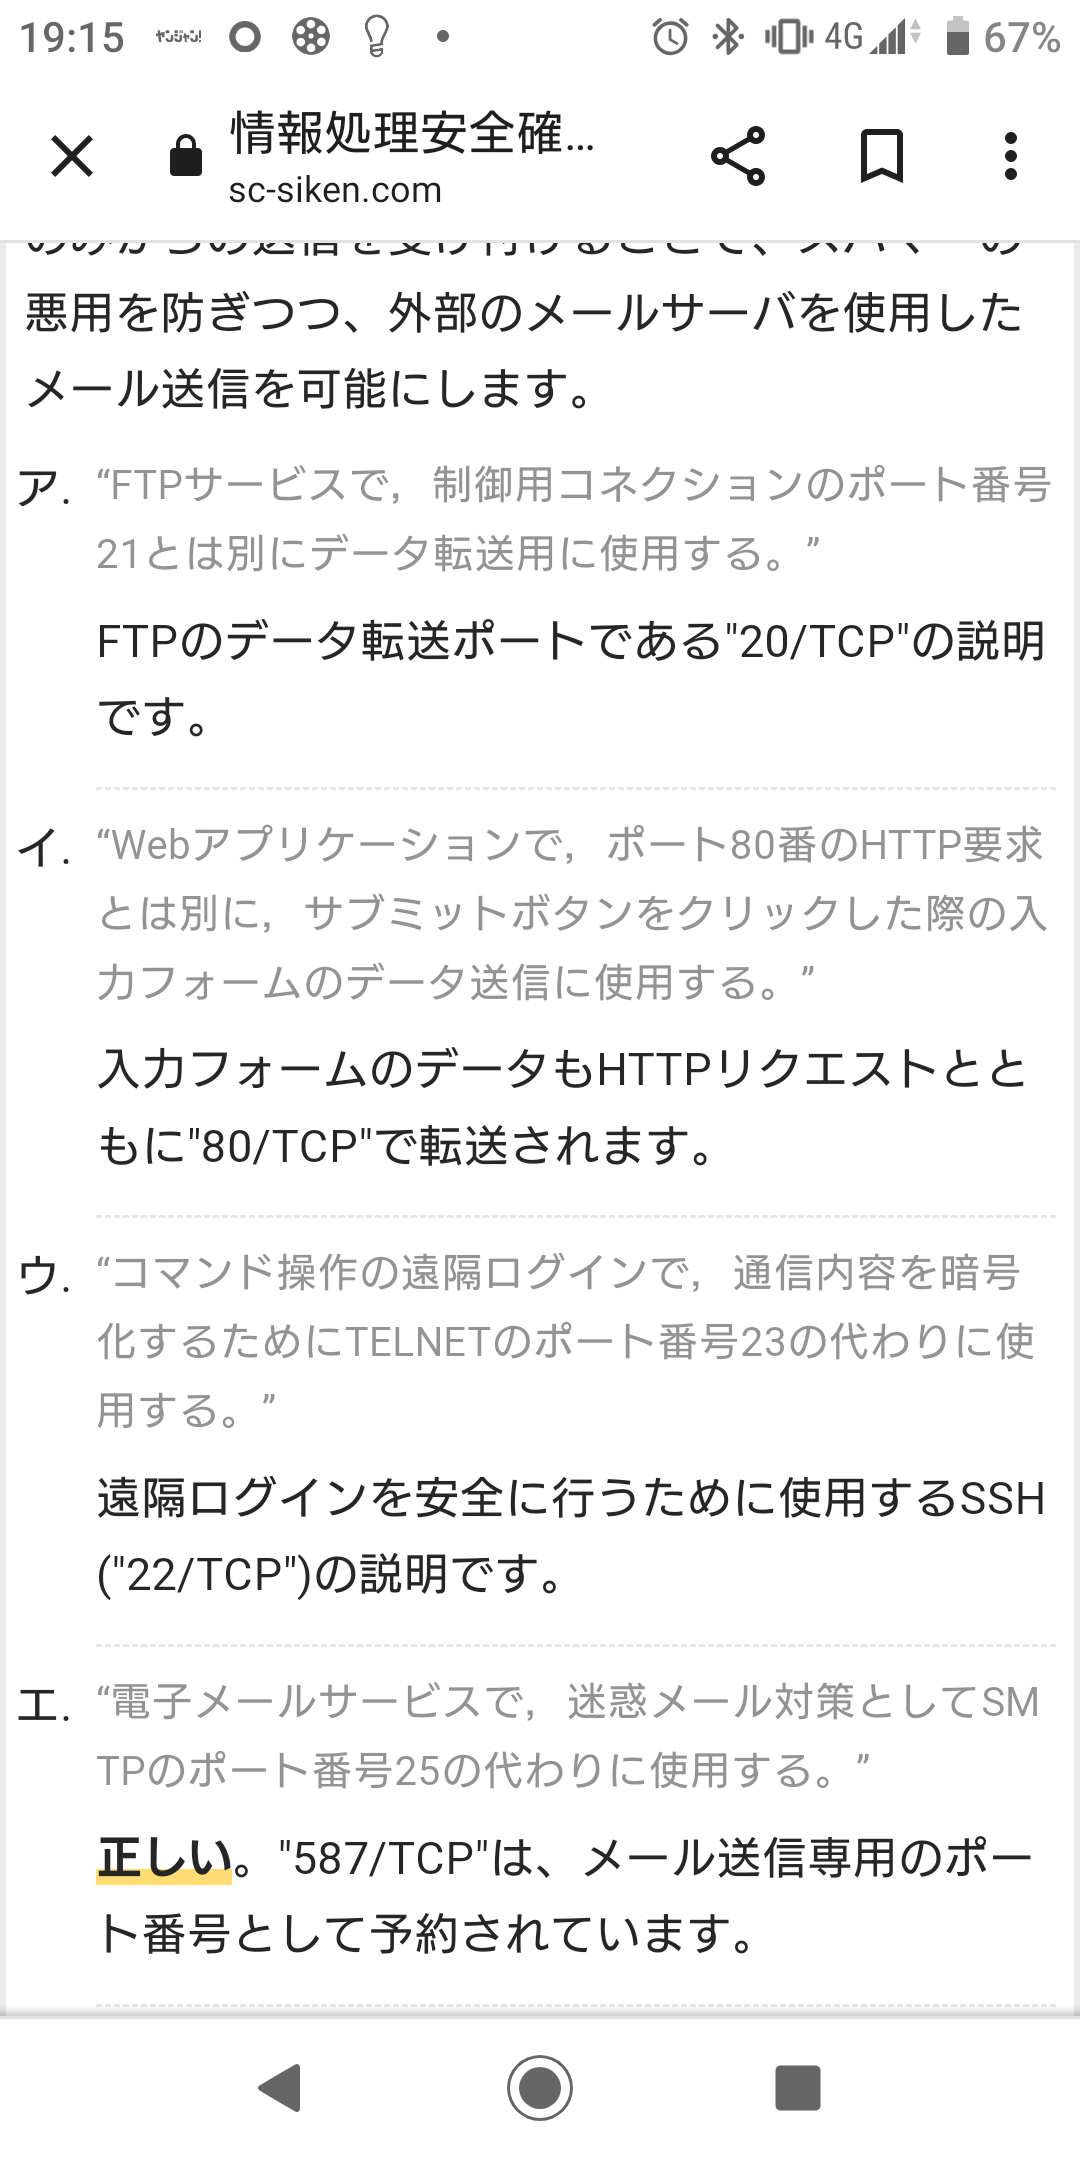 19:15 ヤンジャン! 4G 67%
情報処理安全確…
sc-siken.com
悪用を防ぎつつ、外部のメールサーバを使用した
メール送信を可能にします。
ア. “FTPサービスで，制御用コネクションのポート番号
21とは別にデータ転送用に使用する。”
FTPのデータ転送ポートである"20/TCP"の説明
です。
イ. “Webアプリケーションで，ポート80番のHTTP要求
とは別に，サブミットボタンをクリックした際の入
力フォームのデータ送信に使用する。”
入力フォームのデータもHTTPリクエストとと
もに"80/TCP"で転送されます。
ウ. “コマンド操作の遠隔ログインで，通信内容を暗号
化するためにTELNETのポート番号23の代わりに使
用する。”
遠隔ログインを安全に行うために使用するSSH
("22/TCP")の説明です。
エ. “電子メールサービスで，迷惑メール対策としてSM
TPのポート番号25の代わりに使用する。”
正しい。"587/TCP"は、メール送信専用のポー
ト番号として予約されています。